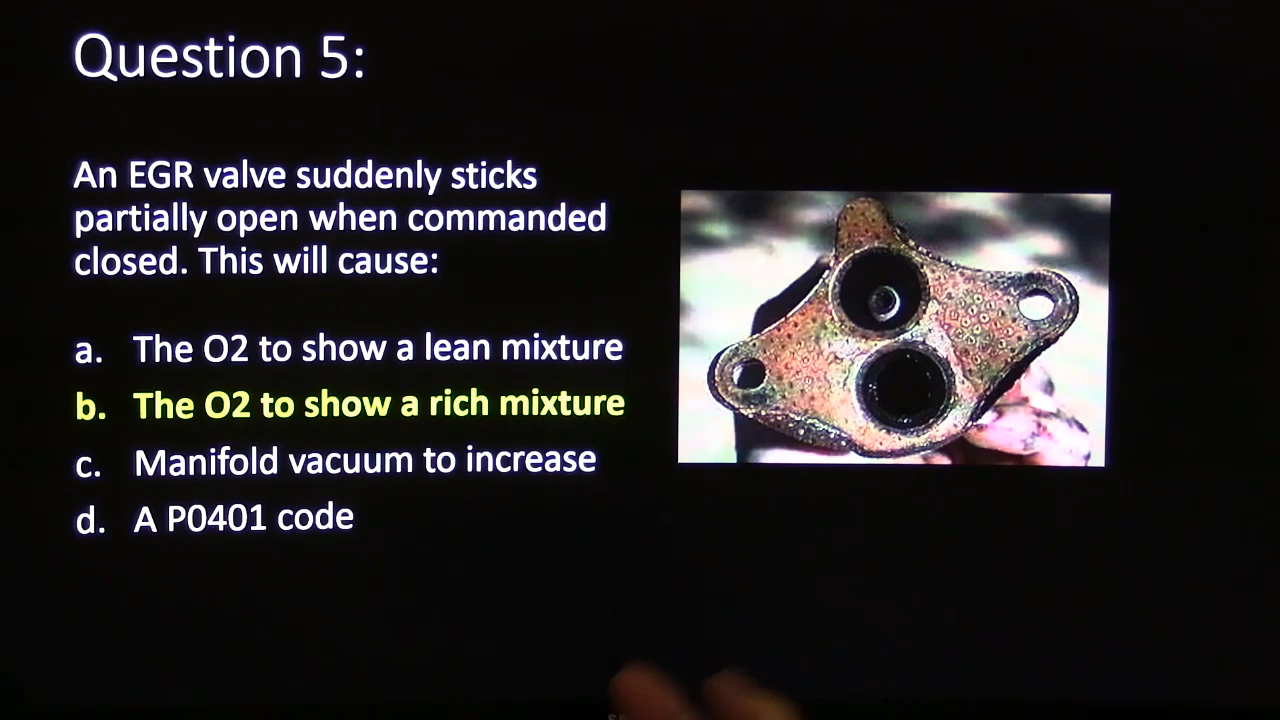 Question 5:
An EGR valve suddenly sticks
partially open when commanded
closed. This will cause:
a. The O2 to show a lean mixture
b. The O2 to show a rich mixture
c. Manifold vacuum to increase
d. A P0401 code